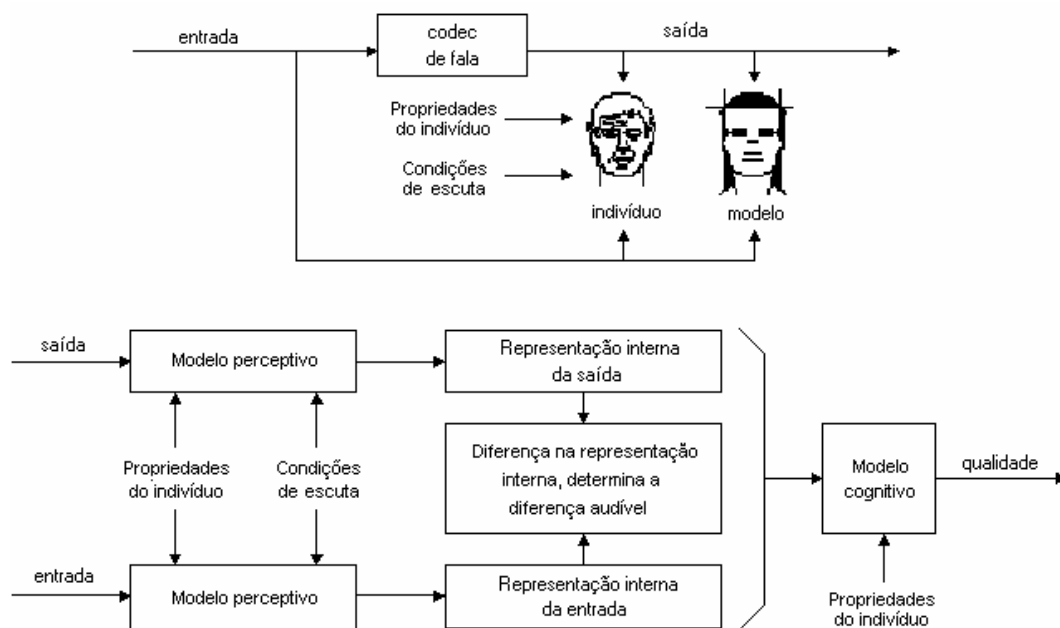 entrada
codec
de fala
saída
Propriedades
do indivíduo
Condições
de escuta
indivíduo
modelo
saída
Modelo perceptivo
Representação interna
da saída
Propriedades
do indivíduo
Condições
de escuta
Diferença na representação
interna, determina a
diferença audível
Modelo
cognitivo
qualidade
entrada
Modelo perceptivo
Representação interna
da entrada
Propriedades
do indivíduo